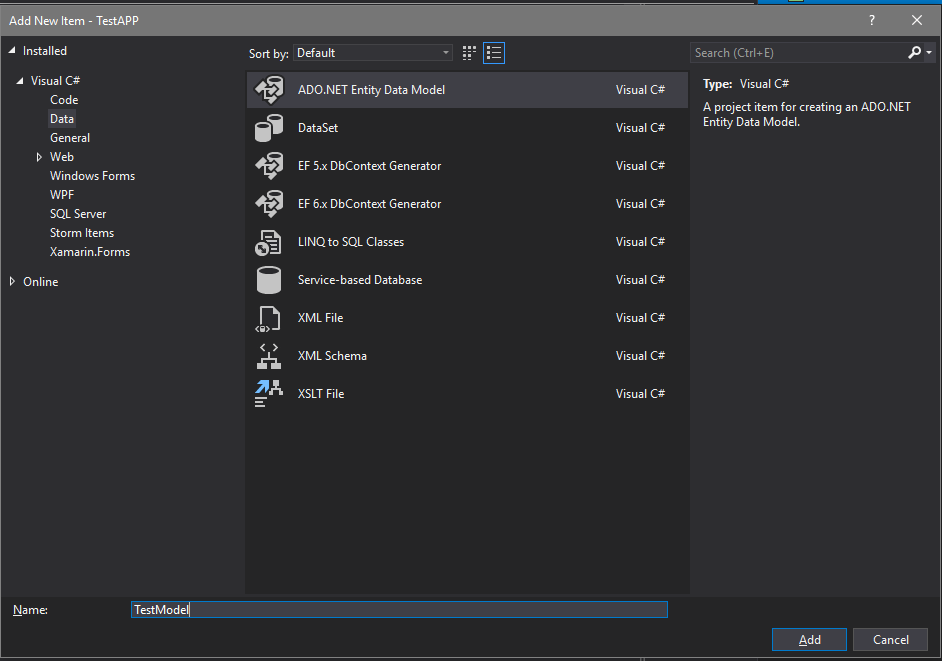 Add New Item - TestAPP
?
Installed
Visual C#
Code
Data
General
Web
Windows Forms
WPF
SQL Server
Storm Items
Xamarin.Forms
Online
Sort by: Default
ADO.NET Entity Data Model Visual C#
DataSet Visual C#
EF 5.x DbContext Generator Visual C#
EF 6.x DbContext Generator Visual C#
LINQ to SQL Classes Visual C#
Service-based Database Visual C#
XML File Visual C#
XML Schema Visual C#
XSLT File Visual C#
Search (Ctrl+E)
Type: Visual C#
A project item for creating an ADO.NET
Entity Data Model.
Name: TestModel
Add Cancel